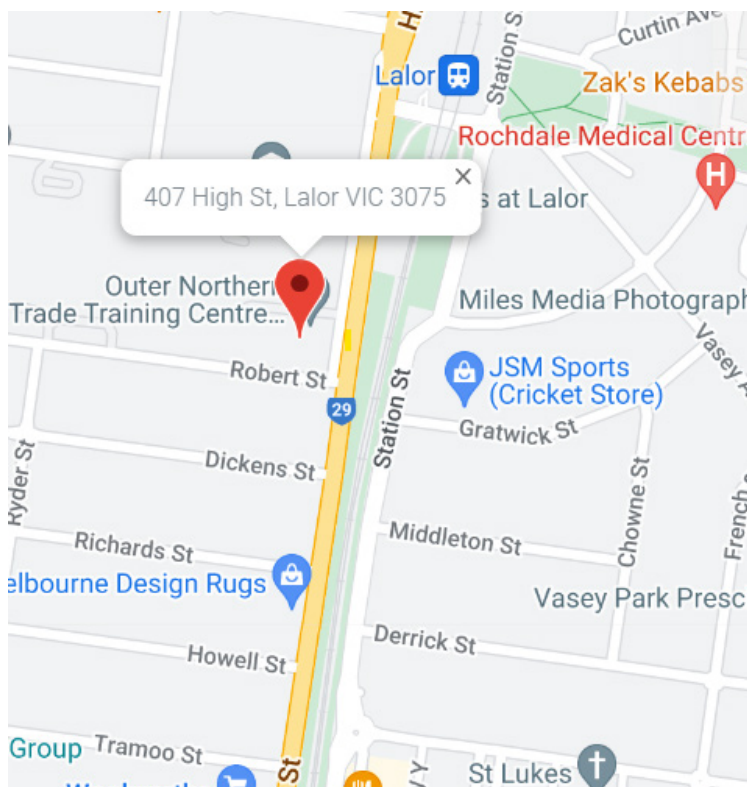 Curtin Ave
Station St
Lalor
Zak's Kebabs
Rochdale Medical Centr
407 High St, Lalor VIC 3075
s at Lalor
Outer Northern
Trade Training Centre...
Miles Media Photograph
Vasey A
Robert St
JSM Sports
(Cricket Store)
29
Station St
Gratwick St
Dickens St
Ryder St
Chowne St
French
Richards St
Middleton St
elbourne Design Rugs
Vasey Park Presc
Howell St
Derrick St
Group
Tramoo St
St
St Lukes